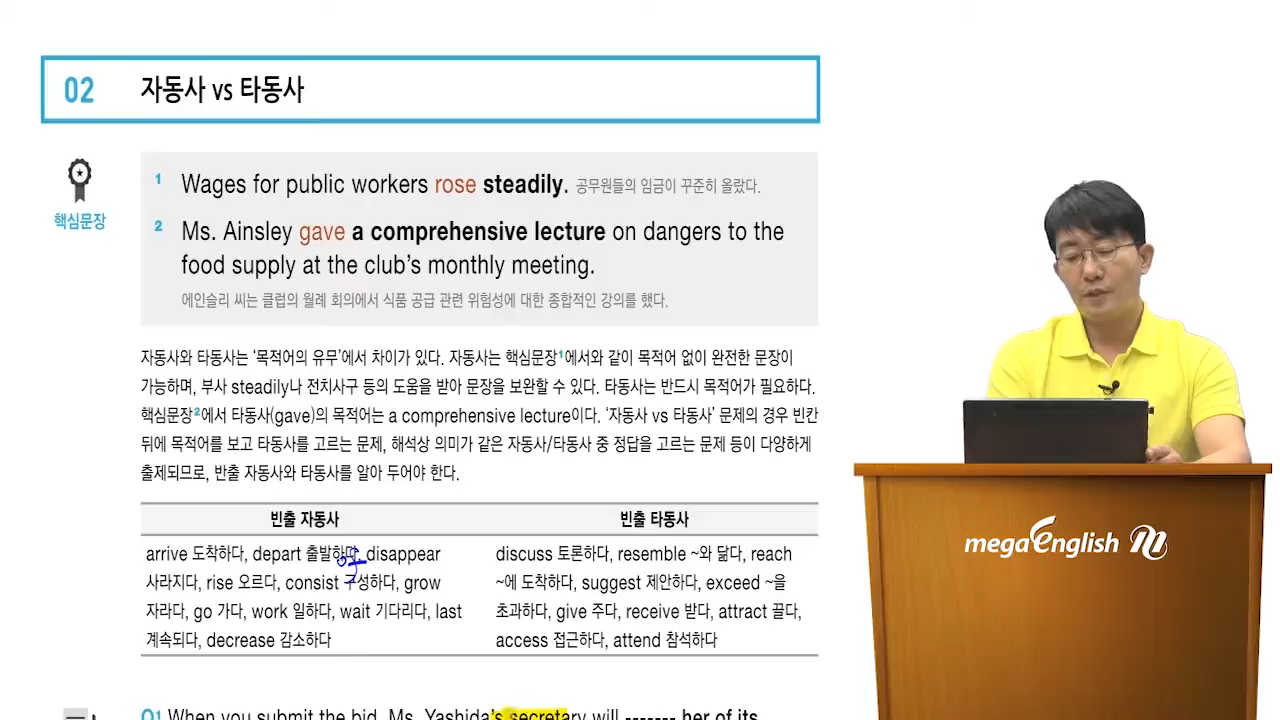 02 자동사 vs 타동사
핵심문장
1 Wages for public workers rose steadily. 공무원들의 임금이 꾸준히 올랐다.
2 Ms. Ainsley gave a comprehensive lecture on dangers to the
food supply at the club's monthly meeting.
에인슬리 씨는 클럽의 월례 회의에서 식품 공급 관련 위험성에 대한 종합적인 강의를 했다.
자동사와 타동사는 ‘목적어의 유무’에서 차이가 있다. 자동사는 핵심문장1에서와 같이 목적어 없이 완전한 문장이
가능하며, 부사 steadily나 전치사구 등의 도움을 받아 문장을 보완할 수 있다. 타동사는 반드시 목적어가 필요하다.
핵심문장2에서 타동사(gave)의 목적어는 a comprehensive lecture이다. ‘자동사 vs 타동사’ 문제의 경우 빈칸
뒤에 목적어를 보고 타동사를 고르는 문제, 해석상 의미가 같은 자동사/타동사 중 정답을 고르는 문제 등이 다양하게
출제되므로, 빈출 자동사와 타동사를 알아 두어야 한다.
빈출 자동사
arrive 도착하다, depart 출발하다, disappear
사라지다, rise 오르다, consist 구성하다, grow
자라다, go 가다, work 일하다, wait 기다리다, last
계속되다, decrease 감소하다
빈출 타동사
discuss 토론하다, resemble ~와 닮다, reach
~에 도착하다, suggest 제안하다, exceed ~을
초과하다, give 주다, receive 받다, attract 끌다,
access 접근하다, attend 참석하다
Q1 When you submit the bid, Ms. Yashida's secretary will ------- her of its
megaEnglish